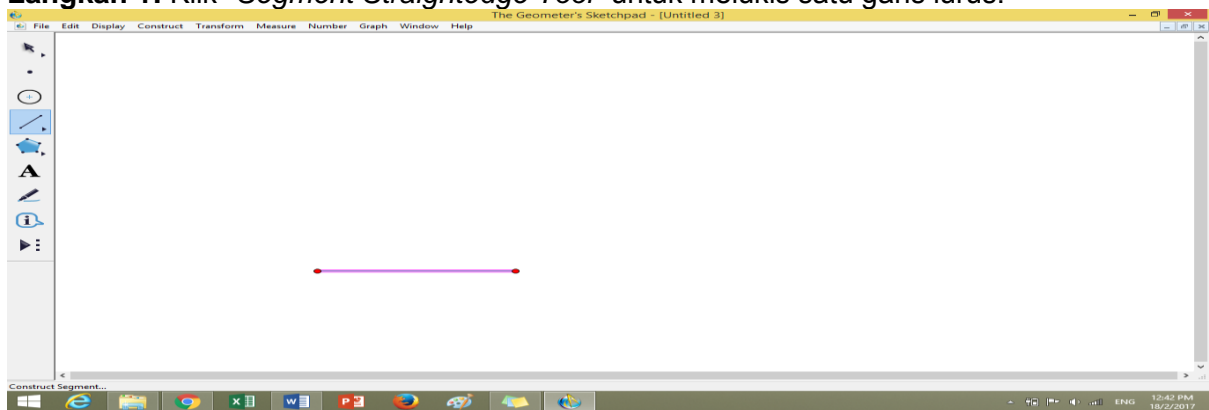 Langkah 1: Klik "Segment Straightedge Tool" untuk melukis satu garis lurus.
The Geometer's Sketchpad - [Untitled 3]
File Edit Display Construct Transform Measure Number Graph Window Help
A
Construct Segment...
ENG 12:42 PM
18/2/2017